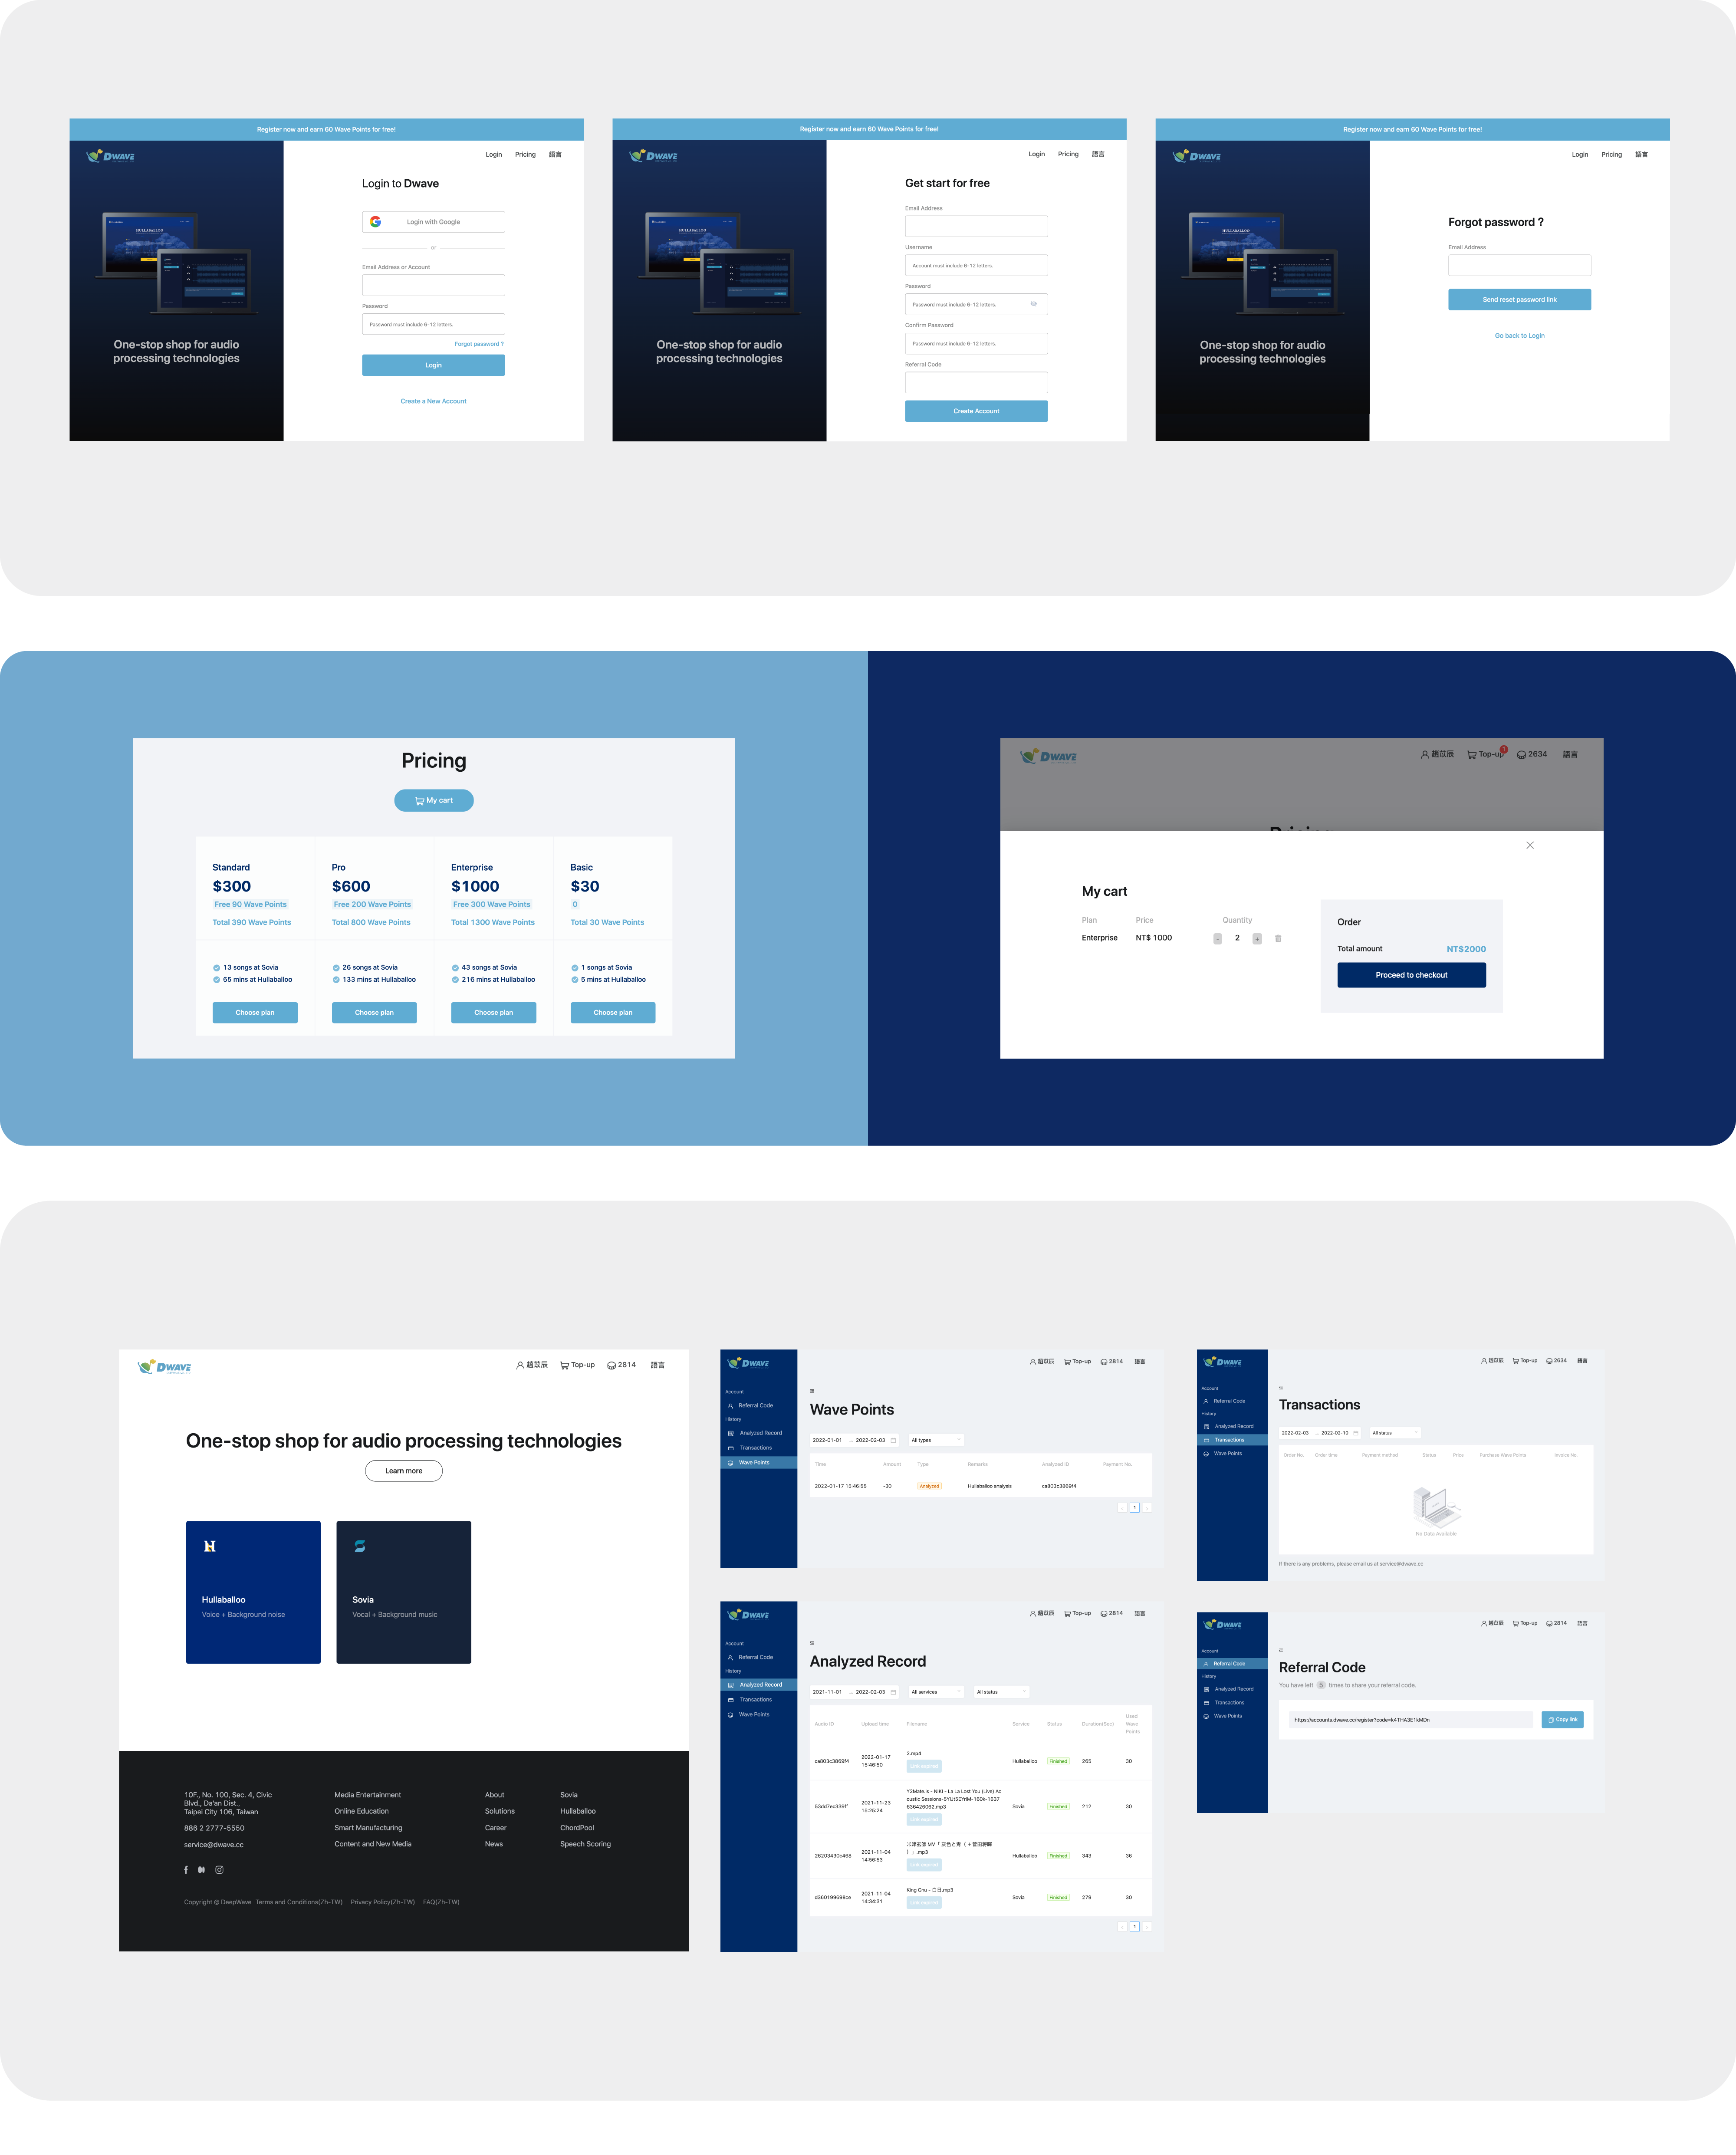 Register now and earn 60 Wave Points for free!
DWAVE
Login Pricing 語言
HULLABALLOO
One-stop shop for audio
processing technologies
Login to Dwave
Login with Google
or
Email Address or Account
Password
Password must include 6-12 letters.
Forgot password ?
Login
Create a New Account
Register now and earn 60 Wave Points for free!
DWAVE
Login Pricing 語言
HULLABALLOO
One-stop shop for audio
processing technologies
Get start for free
Email Address
Username
Account must include 6-12 letters.
Password
Password must include 6-12 letters.
Confirm Password
Password must include 6-12 letters.
Referral Code
Create Account
Register now and earn 60 Wave Points for free!
DWAVE
Login Pricing 語言
HULLABALLOO
One-stop shop for audio
processing technologies
Forgot password ?
Email Address
Send reset password link
Go back to Login
Pricing
My cart
Standard
$300
Free 90 Wave Points
Total 390 Wave Points
13 songs at Sovia
65 mins at Hullaballoo
Choose plan
Pro
$600
Free 200 Wave Points
Total 800 Wave Points
26 songs at Sovia
133 mins at Hullaballoo
Choose plan
Enterprise
$1000
Free 300 Wave Points
Total 1300 Wave Points
43 songs at Sovia
216 mins at Hullaballoo
Choose plan
Basic
$30
0
Total 30 Wave Points
1 songs at Sovia
5 mins at Hullaballoo
Choose plan
DWAVE
趙苡辰 Top-up 1 2634 語言
My cart
Plan Price Quantity
Enterprise NT$ 1000 - 2 +
Order
Total amount NT$2000
Proceed to checkout
DWAVE
趙苡辰 Top-up 2814 語言
One-stop shop for audio processing technologies
Learn more
Hullaballoo
Voice + Background noise
Sovia
Vocal + Background music
10F., No. 100, Sec. 4, Civic
Blvd., Da'an Dist.,
Taipei City 106, Taiwan
886 2 2777-5550
service@dwave.cc
Media Entertainment
Online Education
Smart Manufacturing
Content and New Media
About
Solutions
Career
News
Sovia
Hullaballoo
ChordPool
Speech Scoring
Copyright @ DeepWave Terms and Conditions(Zh-TW) Privacy Policy(Zh-TW) FAQ(Zh-TW)
DWAVE
趙苡辰 Top-up 2814 語言
Account
Referral Code
History
Analyzed Record
Transactions
Wave Points
Wave Points
2022-01-01 2022-02-03 All types
Time Amount Type Remarks Analyzed ID Payment No.
2022-01-17 15:46:55 -30 Analyzed Hullaballoo analysis ca803c3869f4
1
DWAVE
趙苡辰 Top-up 2814 語言
Account
Referral Code
History
Analyzed Record
Transactions
Wave Points
Analyzed Record
2021-11-01 2022-02-03 All services All status
Audio ID Upload time Filename Service Status Duration(Sec) Used Wave Points
ca803c3869f4 2022-01-17 15:46:50 2.mp4 Hullaballoo Finished 265 30
Link expired
53dd7ec339ff 2021-11-23 15:25:24 Y2Mate.is - NIKI - La La Lost You (Live) Ac
Sovia Finished 212 30
Link expired
26203430c468 2021-11-04 14:56:53 Hullaballoo Finished 343 36
Link expired
d360199698ce 2021-11-04 14:34:31 King Gnu - 白日.mp3 Sovia Finished 279 30
Link expired
1
DWAVE
趙苡辰 Top-up 2634 語言
Account
Referral Code
History
Analyzed Record
Transactions
Wave Points
Transactions
2022-02-03 2022-02-10 All status
Order No. Order time Payment method Status Price Purchase Wave Points Invoice No.
No Data Available
If there is any problems, please email us at service@dwave.cc
DWAVE
趙苡辰 Top-up 2814 語言
Account
Referral Code
History
Analyzed Record
Transactions
Wave Points
Referral Code
You have left 5 times to share your referral code.
https://accounts.dwave.cc/register?code=k4THA3E1kMDn
Copy link